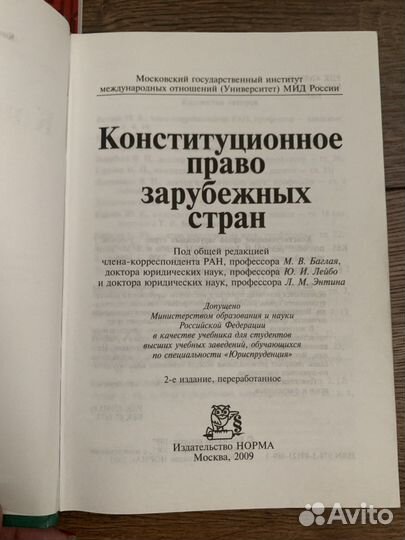 Московский государственный институт
международных отношений (Университет) МИД России
Конституционное
право
зарубежных
стран
Под общей редакцией
члена-корреспондента РАН, профессора М. В. Баглая,
доктора юридических наук, профессора Ю. И. Лейбо
и доктора юридических наук, профессора Л. М. Энтина
Допущено
Министерством образования и науки
Российской Федерации
в качестве учебника для студентов
высших учебных заведений, обучающихся
по специальности «Юриспруденция»
2-е издание, переработанное
Издательство НОРМА
Москва, 2009
Avito